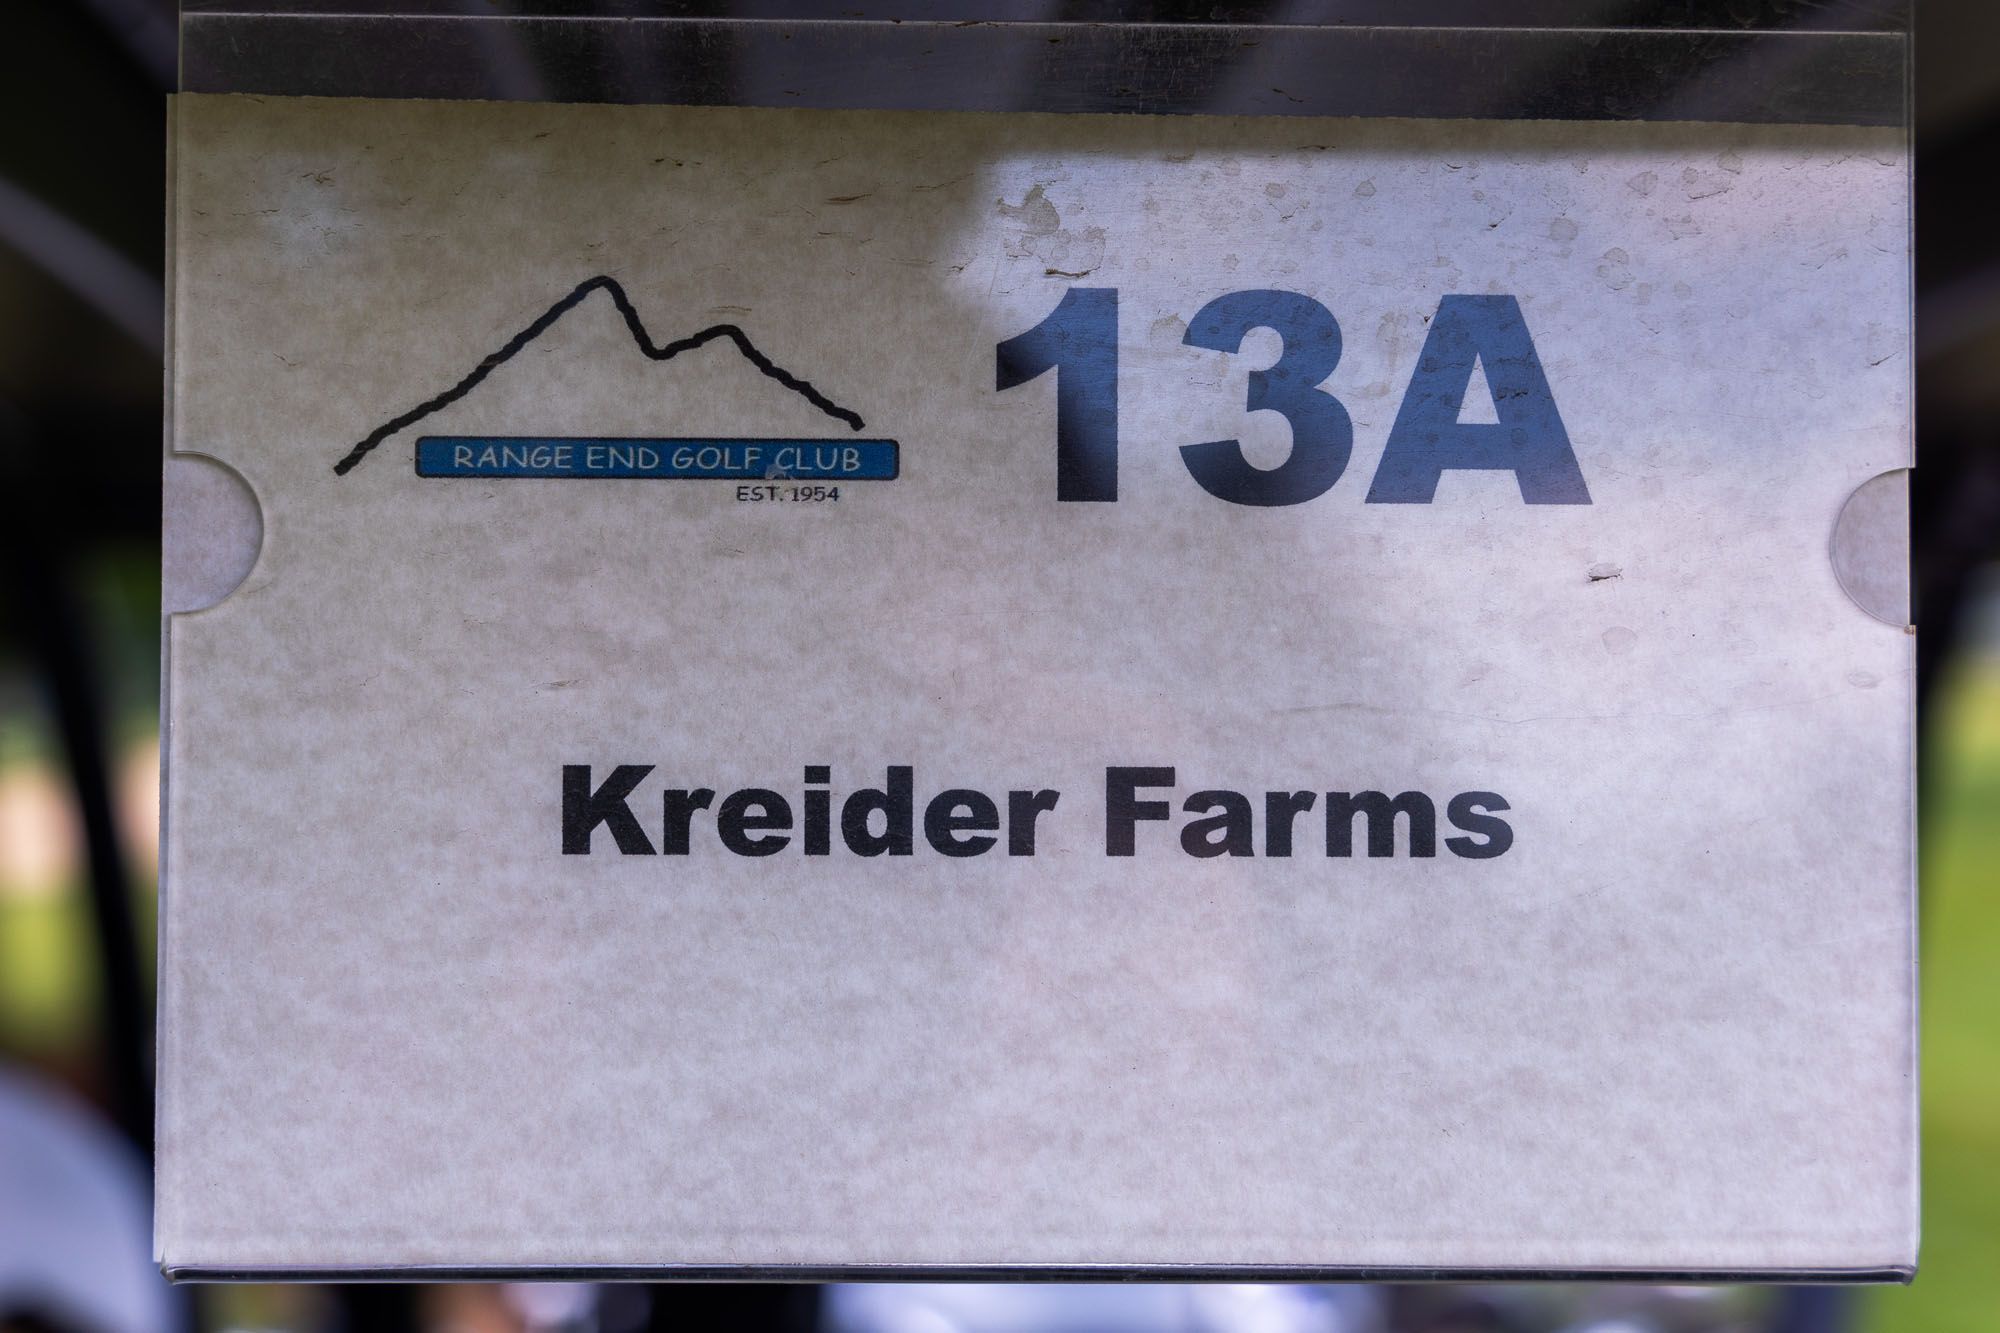 13A
RANGE END GOLF CLUB
EST. 1954
Kreider Farms